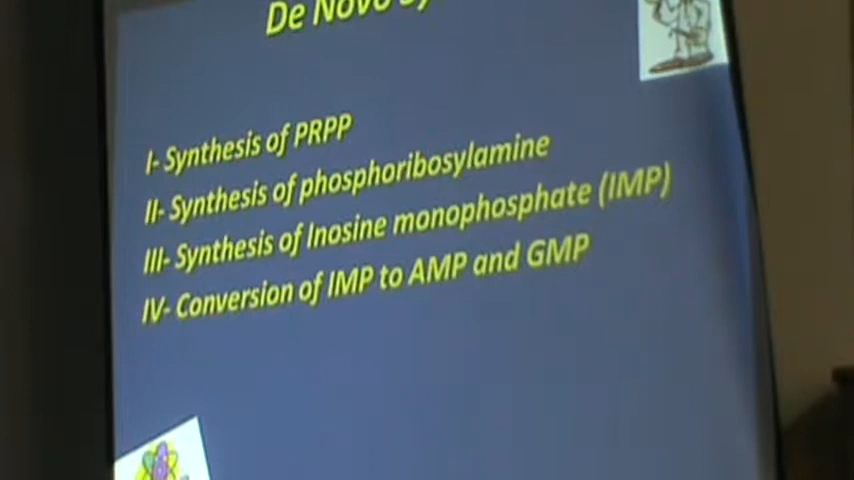 De Novo
I- Synthesis of PRPP
II- Synthesis of phosphoribosylamine
III- Synthesis of Inosine monophosphate (IMP)
IV- Conversion of IMP to AMP and GMP